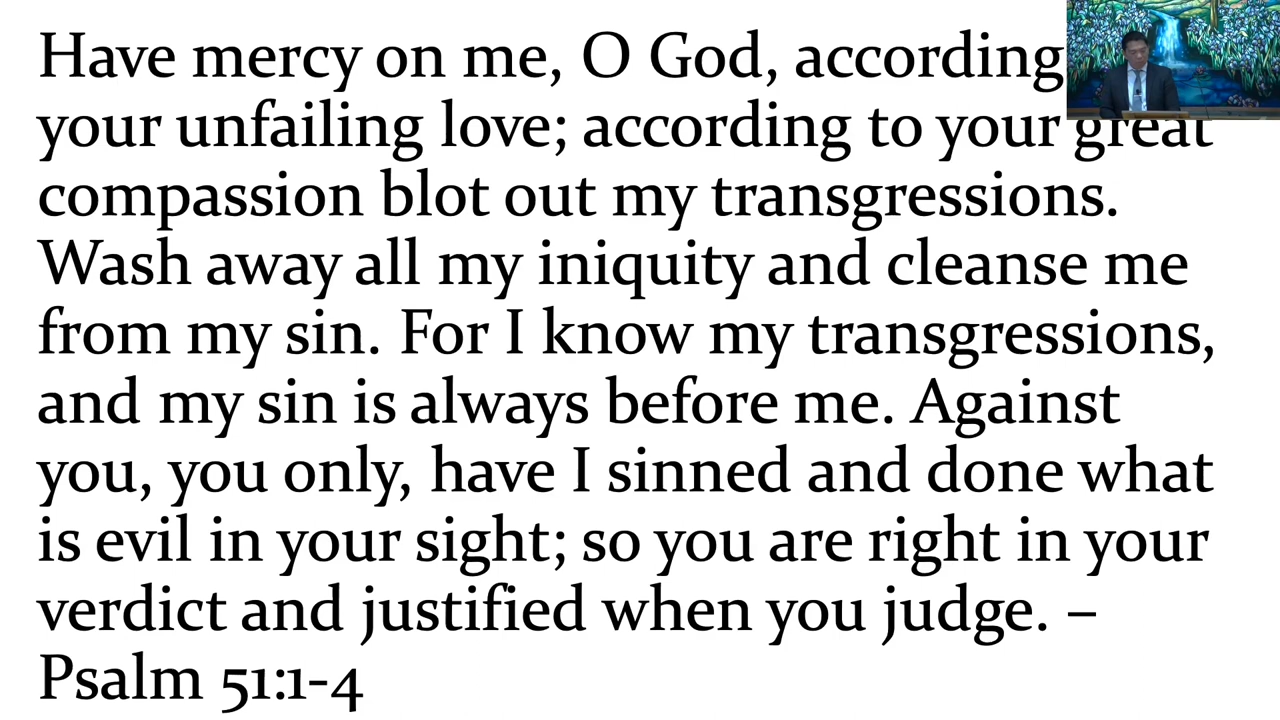 Have mercy on me, O God, according
your unfailing love; according to your great
compassion blot out my transgressions.
Wash away all my iniquity and cleanse me
from my sin. For I know my transgressions,
and my sin is always before me. Against
you, you only, have I sinned and done what
is evil in your sight; so you are right in your
verdict and justified when you judge. –
Psalm 51:1-4